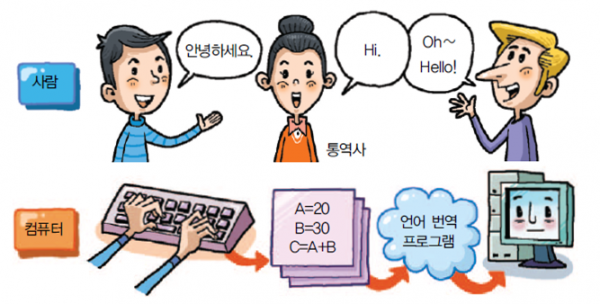 사람
안녕하세요.
Hi.
Oh~
Hello!
통역사
컴퓨터
A=20
B=30
C=A+B
언어 번역
프로그램